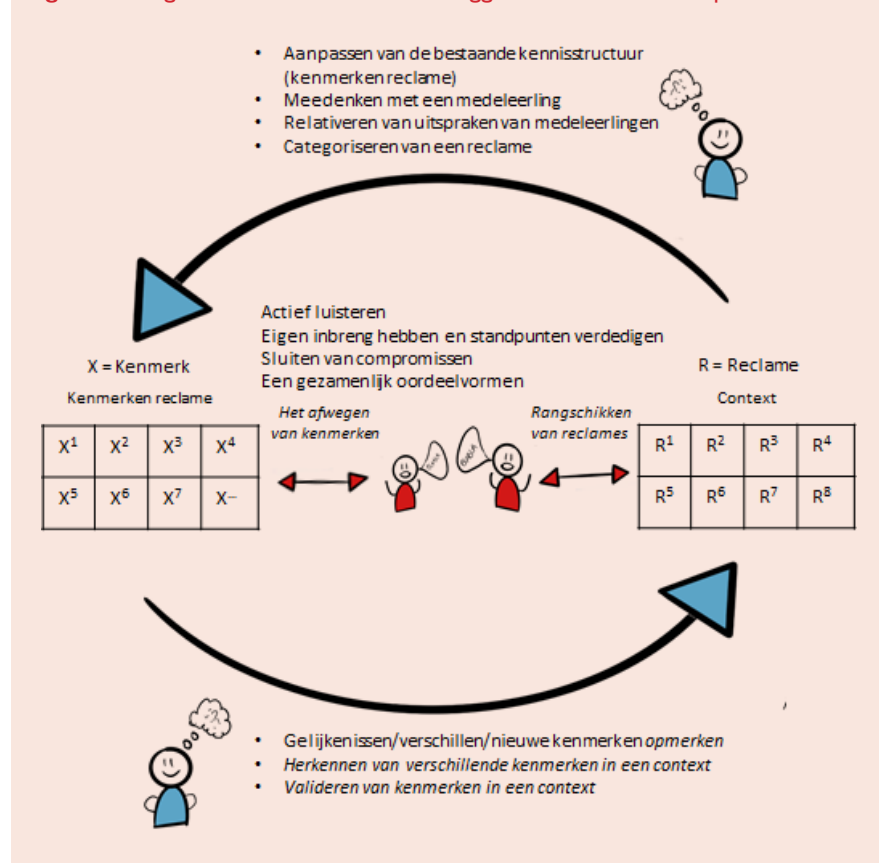 • Aanpassen van de bestaande kennisstructuur
(kenmerken reclame)
• Meedenken met een medeleerling
• Relativeren van uitspraken van medeleerlingen
• Categoriseren van een reclame
Actief luisteren
Eigen inbreng hebben en standpunten verdedigen
Sluiten van compromissen
Een gezamenlijk oordeel vormen
X = Kenmerk
Kenmerken reclame
R = Reclame
Context
Het afwegen
van kenmerken
Rangschikken
van reclames
X¹ X² X³ X⁴
X⁵ X⁶ X⁷ X–
R¹ R² R³ R⁴
R⁵ R⁶ R⁷ R⁸
• Gelijkenissen/verschillen/nieuwe kenmerken opmerken
• Herkennen van verschillende kenmerken in een context
• Valideren van kenmerken in een context